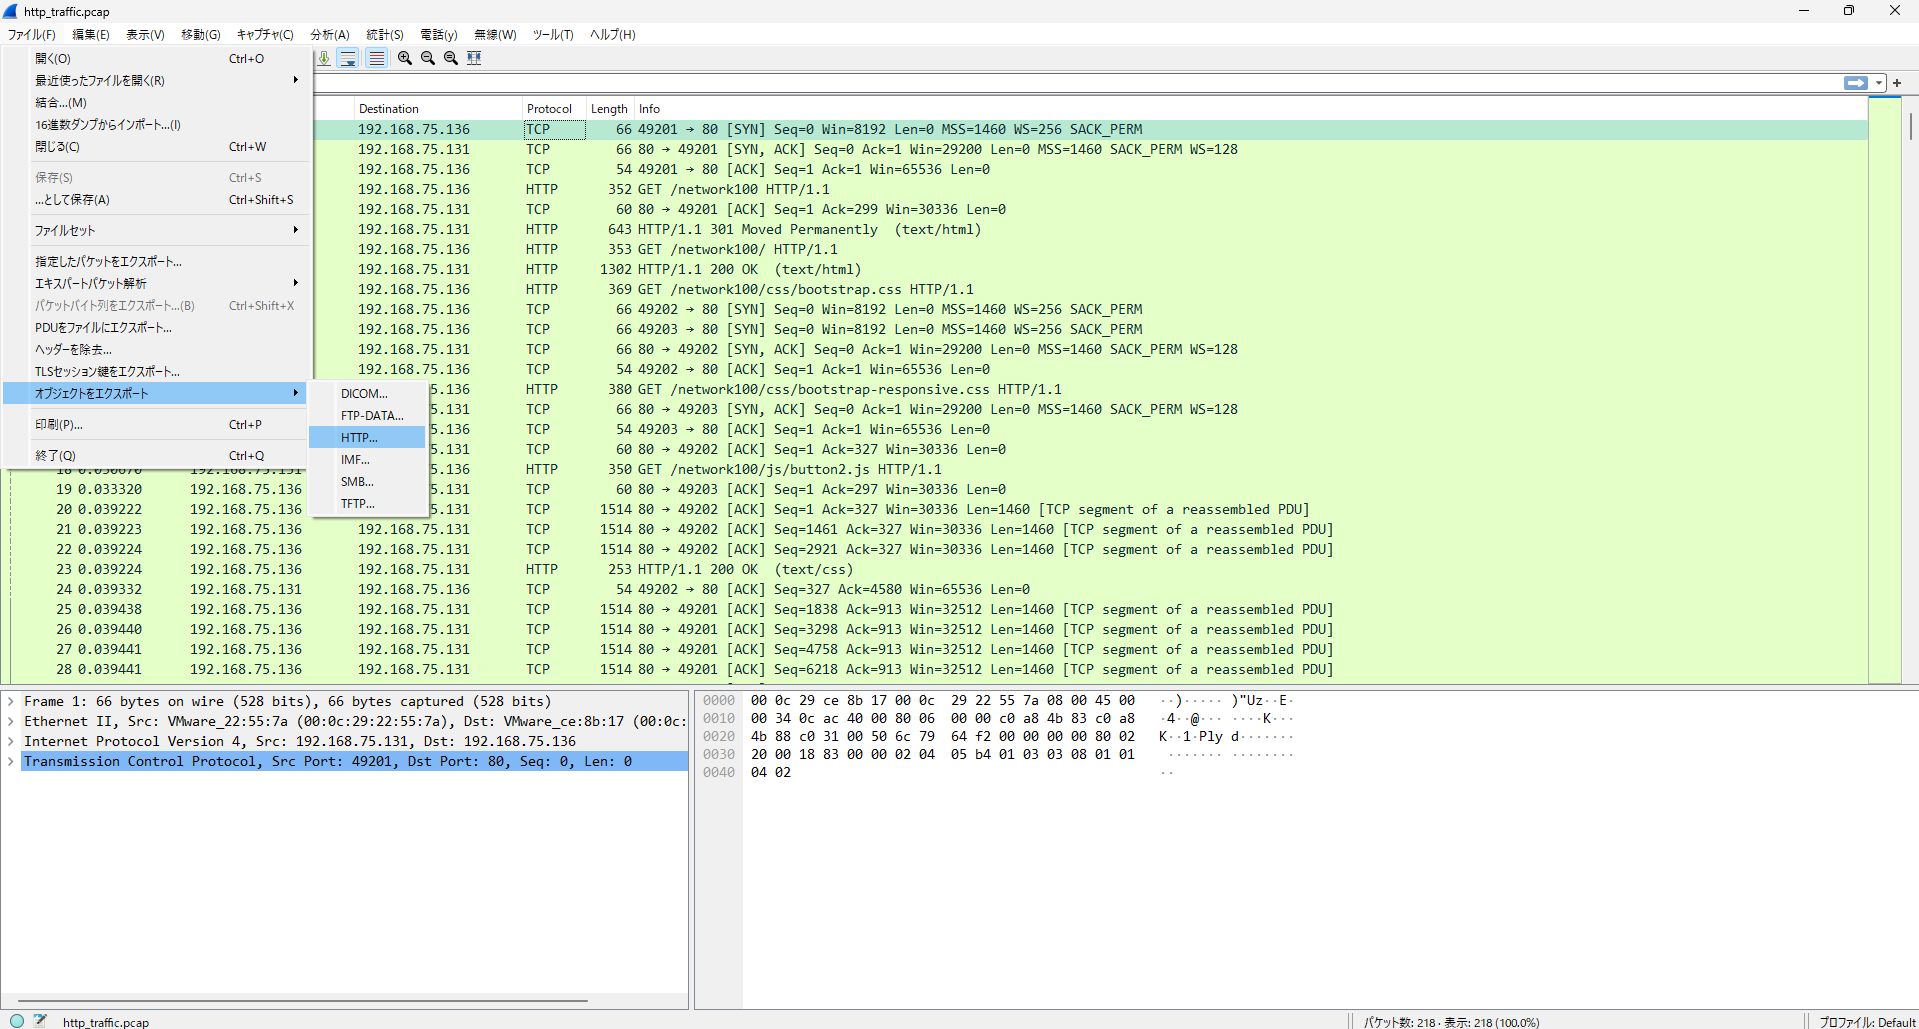 http_traffic.pcap
ファイル(F) 編集(E) 表示(V) 移動(G) キャプチャ(C) 分析(A) 統計(S) 電話(y) 無線(W) ツール(T) ヘルプ(H)
開く(O) Ctrl+O
最近使ったファイルを開く(R)
結合...(M)
16進数ダンプからインポート...(I)
閉じる(C) Ctrl+W
保存(S) Ctrl+S
...として保存(A) Ctrl+Shift+S
ファイルセット
指定したパケットをエクスポート...
エキスパートパケット解析
パケットバイト列をエクスポート...(B) Ctrl+Shift+X
PDUをファイルにエクスポート...
ヘッダーを除去...
TLSセッション鍵をエクスポート...
オブジェクトをエクスポート
印刷(P)... Ctrl+P
終了(Q) Ctrl+Q
DICOM...
FTP-DATA...
HTTP...
IMF...
SMB...
TFTP...
Destination Protocol Length Info
192.168.75.136 TCP 66 49201 → 80 [SYN] Seq=0 Win=8192 Len=0 MSS=1460 WS=256 SACK_PERM
192.168.75.131 TCP 66 80 → 49201 [SYN, ACK] Seq=0 Ack=1 Win=29200 Len=0 MSS=1460 SACK_PERM WS=128
192.168.75.136 TCP 54 49201 → 80 [ACK] Seq=1 Ack=1 Win=65536 Len=0
192.168.75.136 HTTP 352 GET /network100 HTTP/1.1
192.168.75.131 TCP 60 80 → 49201 [ACK] Seq=1 Ack=299 Win=30336 Len=0
192.168.75.131 HTTP 643 HTTP/1.1 301 Moved Permanently (text/html)
192.168.75.136 HTTP 353 GET /network100/ HTTP/1.1
192.168.75.131 HTTP 1302 HTTP/1.1 200 OK (text/html)
192.168.75.136 HTTP 369 GET /network100/css/bootstrap.css HTTP/1.1
192.168.75.136 TCP 66 49202 → 80 [SYN] Seq=0 Win=8192 Len=0 MSS=1460 WS=256 SACK_PERM
192.168.75.136 TCP 66 49203 → 80 [SYN] Seq=0 Win=8192 Len=0 MSS=1460 WS=256 SACK_PERM
192.168.75.131 TCP 66 80 → 49202 [SYN, ACK] Seq=0 Ack=1 Win=29200 Len=0 MSS=1460 SACK_PERM WS=128
192.168.75.136 TCP 54 49202 → 80 [ACK] Seq=1 Ack=1 Win=65536 Len=0
5.136 HTTP 380 GET /network100/css/bootstrap-responsive.css HTTP/1.1
5.131 TCP 66 80 → 49203 [SYN, ACK] Seq=0 Ack=1 Win=29200 Len=0 MSS=1460 SACK_PERM WS=128
5.136 TCP 54 49203 → 80 [ACK] Seq=1 Ack=1 Win=65536 Len=0
5.131 TCP 60 80 → 49202 [ACK] Seq=1 Ack=327 Win=30336 Len=0
18 0.030670 192.168.75.131 5.136 HTTP 350 GET /network100/js/button2.js HTTP/1.1
19 0.033320 192.168.75.136 5.131 TCP 60 80 → 49203 [ACK] Seq=1 Ack=297 Win=30336 Len=0
20 0.039222 192.168.75.136 5.131 TCP 1514 80 → 49202 [ACK] Seq=1 Ack=327 Win=30336 Len=1460 [TCP segment of a reassembled PDU]
21 0.039223 192.168.75.136 192.168.75.131 TCP 1514 80 → 49202 [ACK] Seq=1461 Ack=327 Win=30336 Len=1460 [TCP segment of a reassembled PDU]
22 0.039224 192.168.75.136 192.168.75.131 TCP 1514 80 → 49202 [ACK] Seq=2921 Ack=327 Win=30336 Len=1460 [TCP segment of a reassembled PDU]
23 0.039224 192.168.75.136 192.168.75.131 HTTP 253 HTTP/1.1 200 OK (text/css)
24 0.039332 192.168.75.131 192.168.75.136 TCP 54 49202 → 80 [ACK] Seq=327 Ack=4580 Win=65536 Len=0
25 0.039438 192.168.75.136 192.168.75.131 TCP 1514 80 → 49201 [ACK] Seq=1838 Ack=913 Win=32512 Len=1460 [TCP segment of a reassembled PDU]
26 0.039440 192.168.75.136 192.168.75.131 TCP 1514 80 → 49201 [ACK] Seq=3298 Ack=913 Win=32512 Len=1460 [TCP segment of a reassembled PDU]
27 0.039441 192.168.75.136 192.168.75.131 TCP 1514 80 → 49201 [ACK] Seq=4758 Ack=913 Win=32512 Len=1460 [TCP segment of a reassembled PDU]
28 0.039441 192.168.75.136 192.168.75.131 TCP 1514 80 → 49201 [ACK] Seq=6218 Ack=913 Win=32512 Len=1460 [TCP segment of a reassembled PDU]
Frame 1: 66 bytes on wire (528 bits), 66 bytes captured (528 bits)
Ethernet II, Src: VMware_22:55:7a (00:0c:29:22:55:7a), Dst: VMware_ce:8b:17 (00:0c:
Internet Protocol Version 4, Src: 192.168.75.131, Dst: 192.168.75.136
Transmission Control Protocol, Src Port: 49201, Dst Port: 80, Seq: 0, Len: 0
0000 00 0c 29 ce 8b 17 00 0c 29 22 55 7a 08 00 45 00 ··)····· )"Uz··E·
0010 00 34 0c ac 40 00 80 06 00 00 c0 a8 4b 83 c0 a8 ·4··@··· ····K···
0020 4b 88 c0 31 00 50 6c 79 64 f2 00 00 00 00 80 02 K··1·Ply d·······
0030 20 00 18 83 00 00 02 04 05 b4 01 03 03 08 01 01 ······· ········
0040 04 02 ··
http_traffic.pcap
パケット数: 218 · 表示: 218 (100.0%)
プロファイル: Default